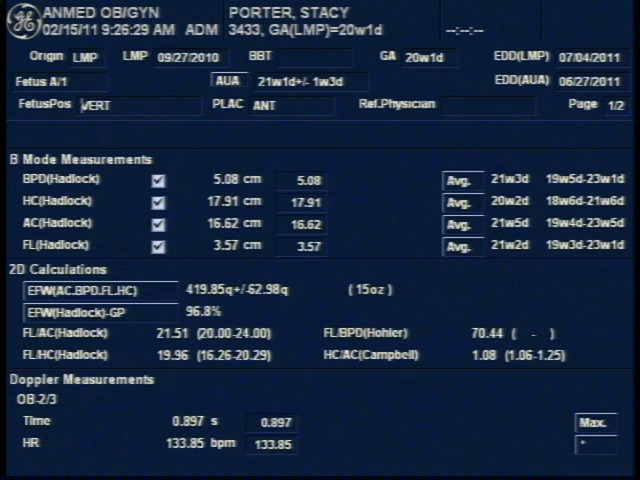 ANMED OB/GYN PORTER, STACY
02/15/11 9:26:29 AM ADM 3433, GA(LMP)=20w1d --:--:--
Origin LMP LMP 09/27/2010 BBT GA 20w1d EDD(LMP) 07/04/2011
Fetus A/1 AUA 21w1d+/- 1w3d EDD(AUA) 06/27/2011
FetusPos VERT PLAC ANT Ref.Physician Page 1/2
B Mode Measurements
BPD(Hadlock) 5.08 cm 5.08 Avg. 21w3d 19w5d-23w1d
HC(Hadlock) 17.91 cm 17.91 Avg. 20w2d 18w6d-21w6d
AC(Hadlock) 16.62 cm 16.62 Avg. 21w5d 19w4d-23w5d
FL(Hadlock) 3.57 cm 3.57 Avg. 21w2d 19w3d-23w1d
2D Calculations
EFW(AC,BPD,FL,HC) 419.85g+/-62.98g ( 15oz )
EFW(Hadlock)-GP 96.8%
FL/AC(Hadlock) 21.51 (20.00-24.00) FL/BPD(Hohler) 70.44 ( - )
FL/HC(Hadlock) 19.96 (16.26-20.29) HC/AC(Campbell) 1.08 (1.06-1.25)
Doppler Measurements
OB-2/3
Time 0.897 s 0.897 Max.
HR 133.85 bpm 133.85 *